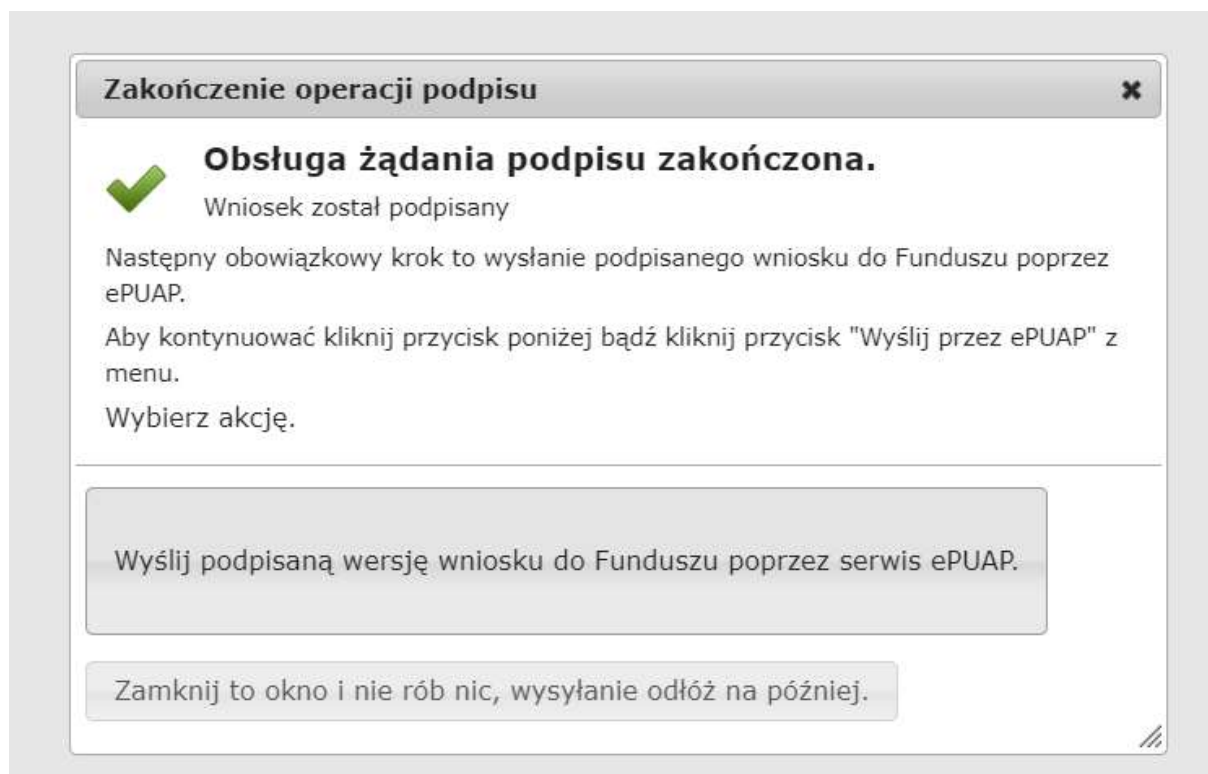 Zakończenie operacji podpisu
Obsługa żądania podpisu zakończona.
Wniosek został podpisany
Następny obowiązkowy krok to wysłanie podpisanego wniosku do Funduszu poprzez
ePUAP.
Aby kontynuować kliknij przycisk poniżej bądź kliknij przycisk "Wyślij przez ePUAP" z
menu.
Wybierz akcję.
Wyślij podpisaną wersję wniosku do Funduszu poprzez serwis ePUAP.
Zamknij to okno i nie rób nic, wysyłanie odłóż na później.